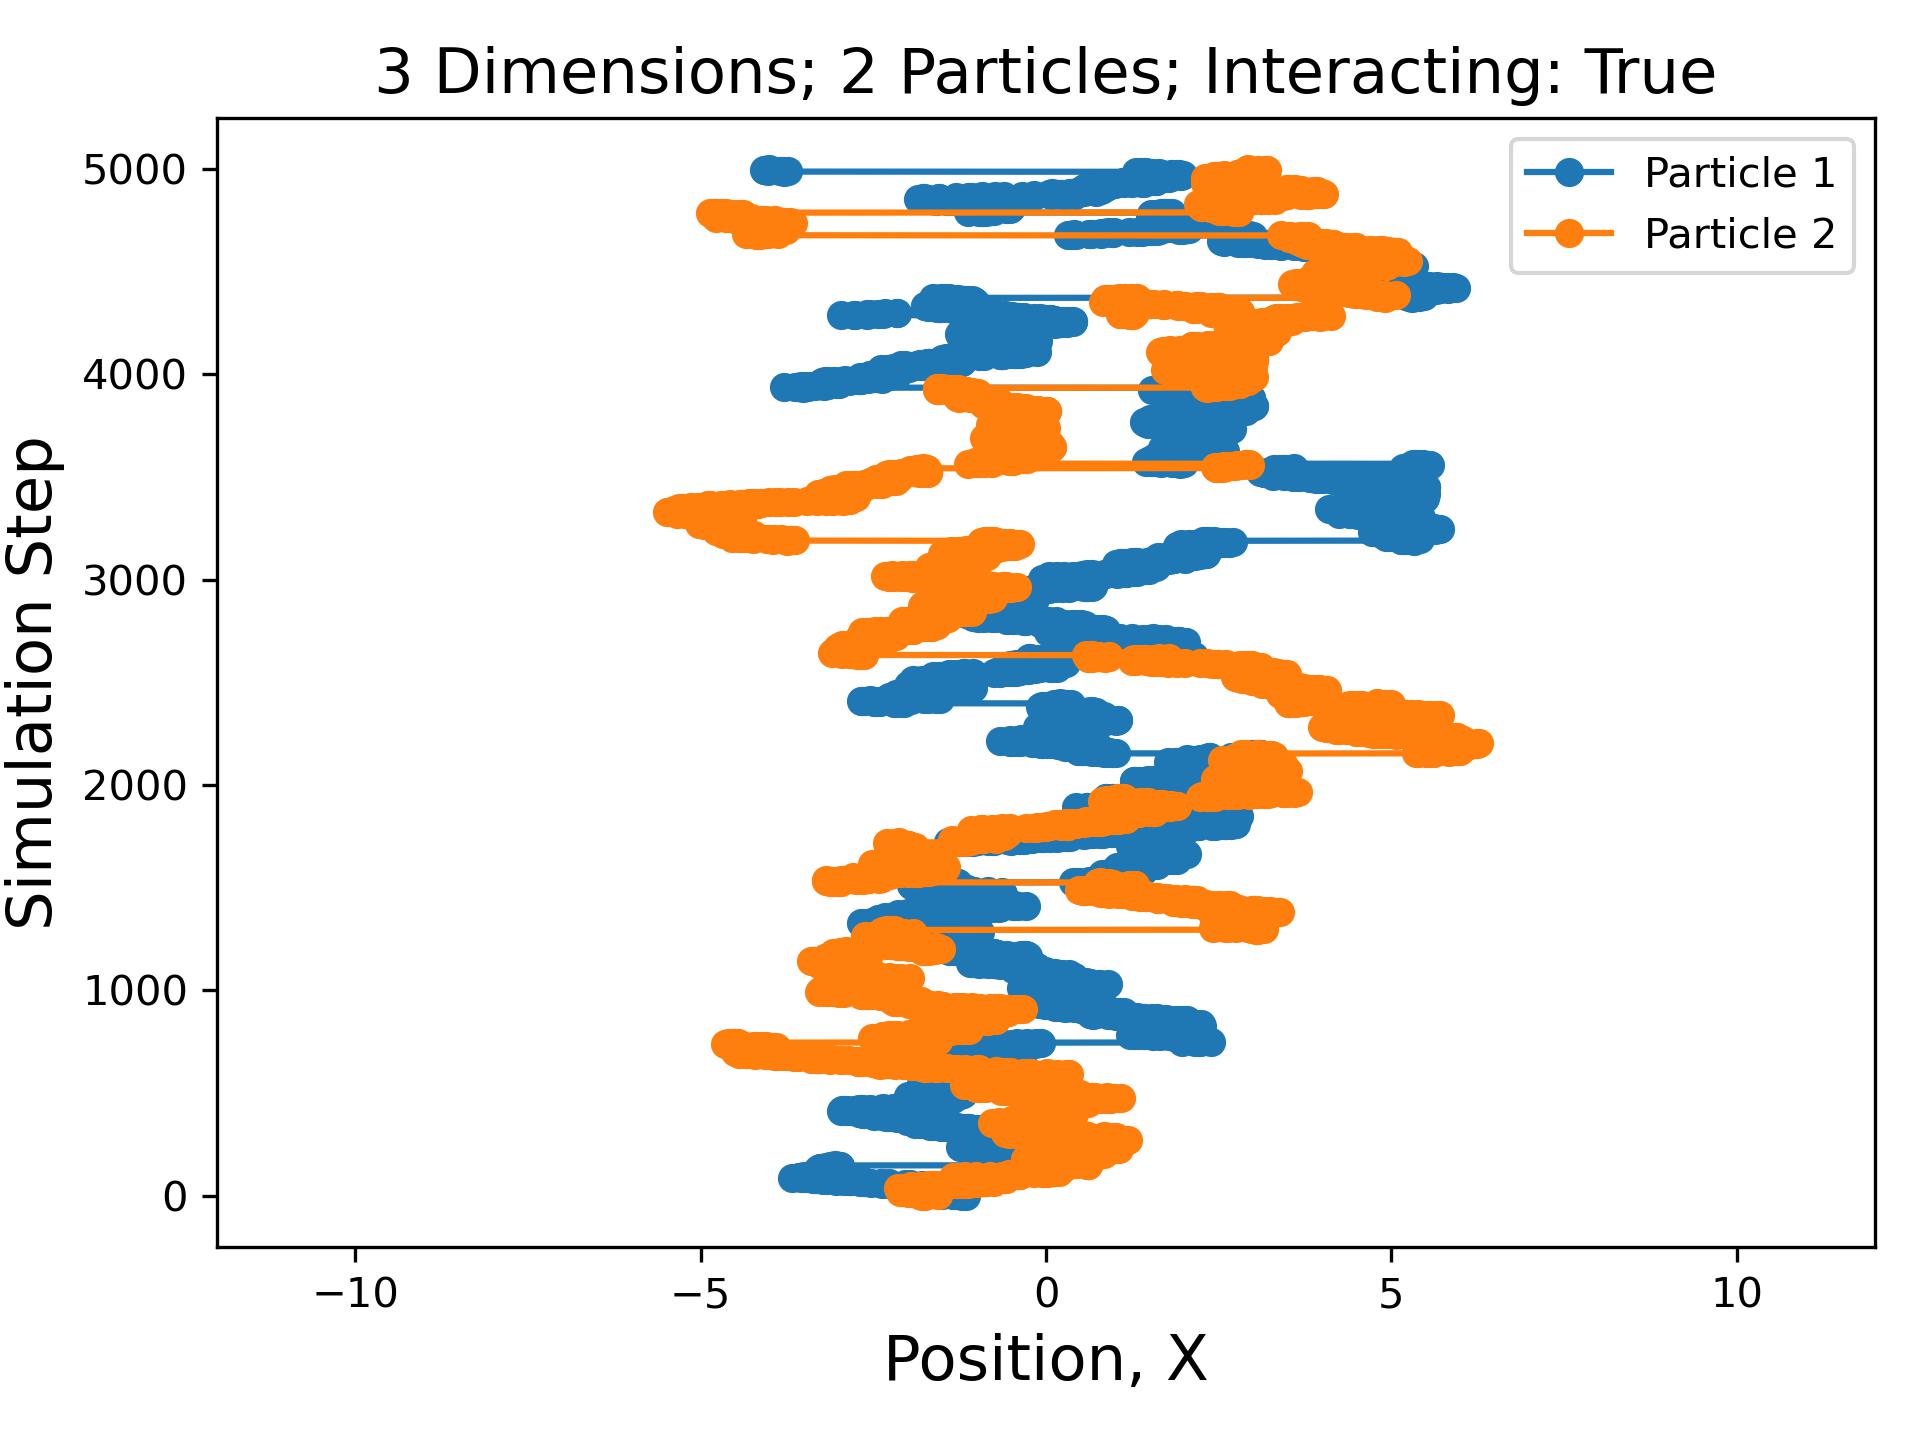 3 Dimensions; 2 Particles; Interacting: True
Particle 1
Particle 2
5000
4000
3000
2000
1000
0
Simulation Step
−10
−5
0
5
10
Position, X